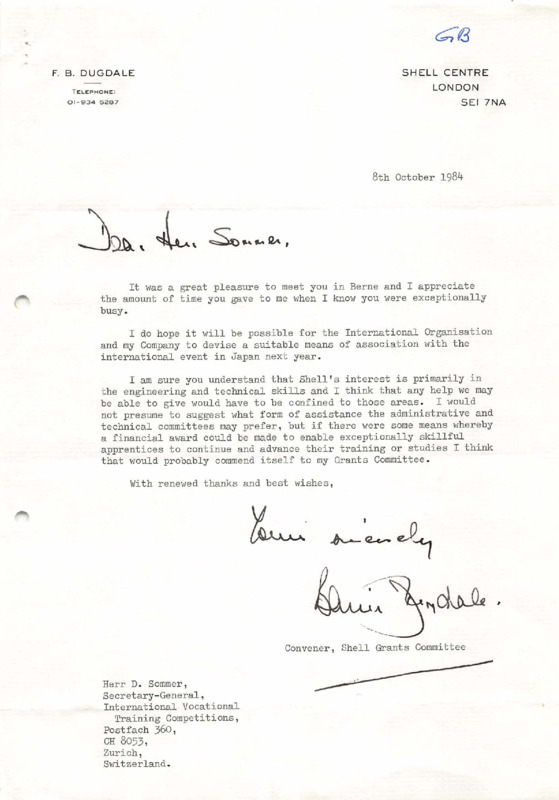 GB
F. B. DUGDALE
TELEPHONE:
01-934 5287
SHELL CENTRE
LONDON
SE1 7NA
8th October 1984
Dear Herr Sommer,
It was a great pleasure to meet you in Berne and I appreciate
the amount of time you gave to me when I know you were exceptionally
busy.
I do hope it will be possible for the International Organisation
and my Company to devise a suitable means of association with the
international event in Japan next year.
I am sure you understand that Shell's interest is primarily in
the engineering and technical skills and I think that any help we may
be able to give would have to be confined to those areas. I would
not presume to suggest what form of assistance the administrative and
technical committees may prefer, but if there were some means whereby
a financial award could be made to enable exceptionally skillful
apprentices to continue and advance their training or studies I think
that would probably commend itself to my Grants Committee.
With renewed thanks and best wishes,
Yours sincerely
Dugdale.
Convener, Shell Grants Committee
Herr D. Sommer,
Secretary-General,
International Vocational
Training Competitions,
Postfach 360,
CH 8053,
Zurich,
Switzerland.